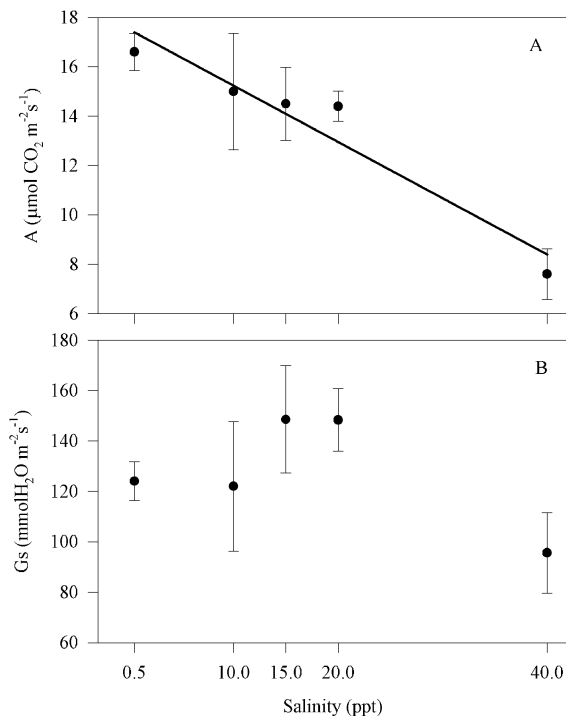 18
16
14
12
10
8
6
A (µmol CO₂ m⁻²s⁻¹)
A
180
160
140
120
100
80
60
Gs (mmolH₂O m⁻²s⁻¹)
B
0.5 10.0 15.0 20.0 40.0
Salinity (ppt)